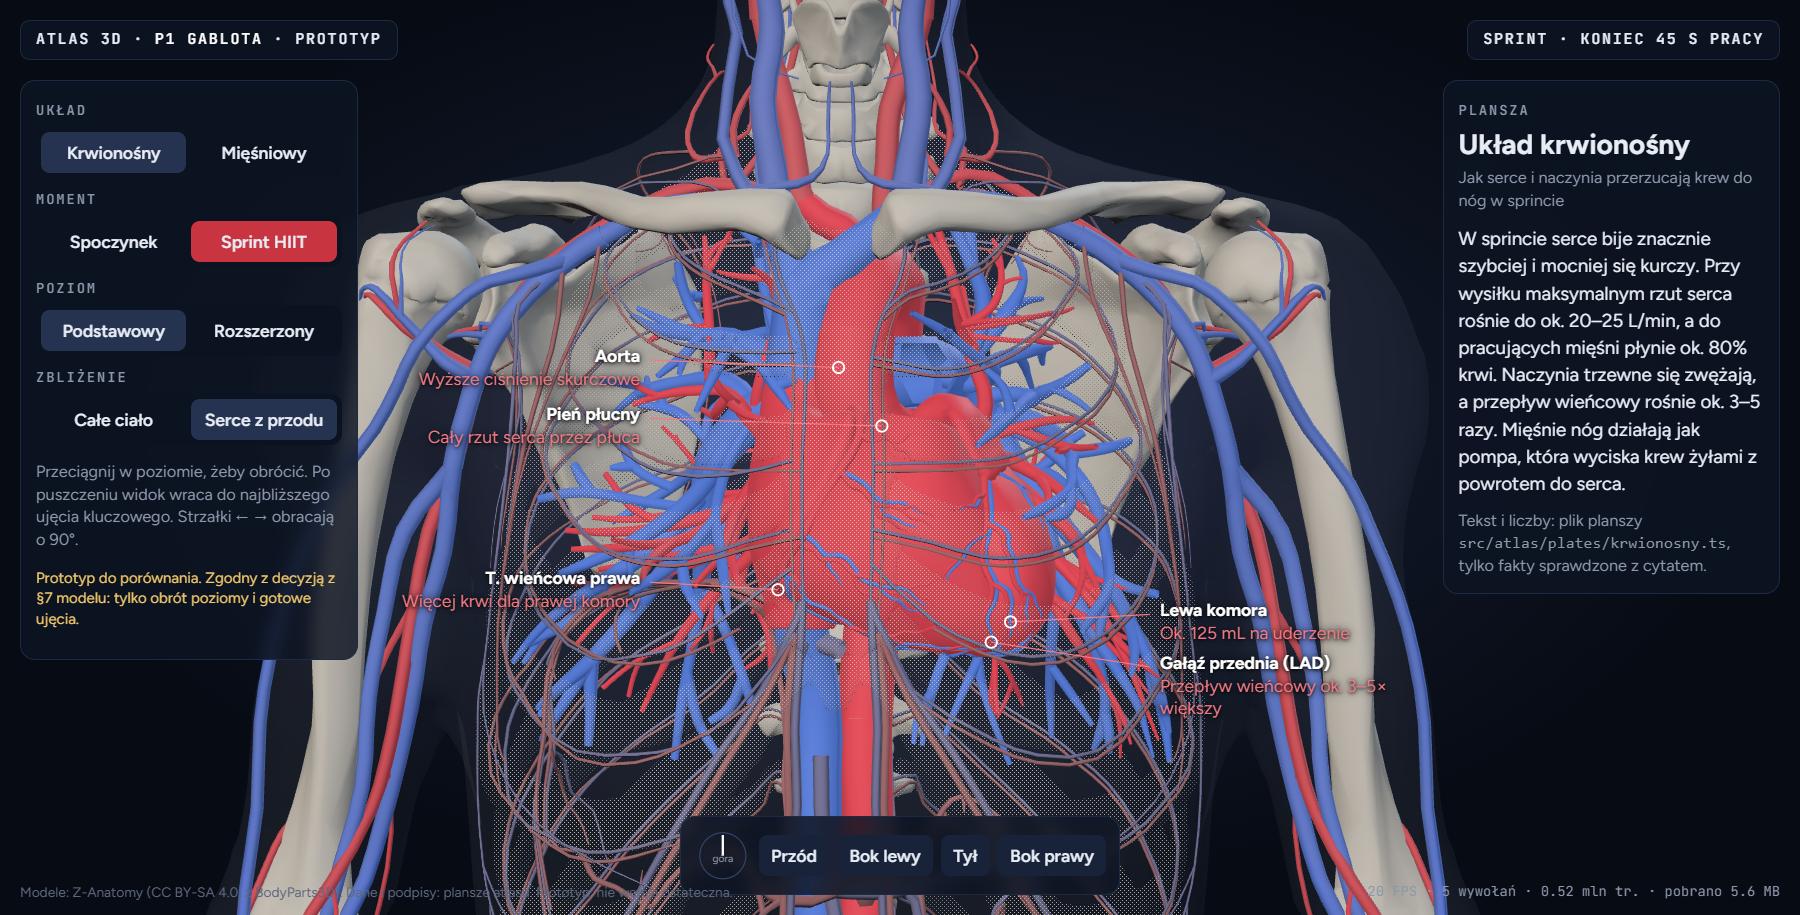 ATLAS 3D · P1 GABLOTA · PROTOTYP
SPRINT · KONIEC 45 S PRACY
UKŁAD
Krwionośny
Mięśniowy
MOMENT
Spoczynek
Sprint HIIT
POZIOM
Podstawowy
Rozszerzony
ZBLIŻENIE
Całe ciało
Serce z przodu
Przeciągnij w poziomie, żeby obrócić. Po
puszczeniu widok wraca do najbliższego
ujęcia kluczowego. Strzałki ← → obracają
o 90°.
Prototyp do porównania. Zgodny z decyzją z
§7 modelu: tylko obrót poziomy i gotowe
ujęcia.
Aorta
Wyższe ciśnienie skurczowe
Pień płucny
Cały rzut serca przez płuca
T. wieńcowa prawa
Więcej krwi dla prawej komory
Lewa komora
Ok. 125 mL na uderzenie
Gałąź przednia (LAD)
Przepływ wieńcowy ok. 3–5×
większy
PLANSZA
Układ krwionośny
Jak serce i naczynia przerzucają krew do
nóg w sprincie
W sprincie serce bije znacznie
szybciej i mocniej się kurczy. Przy
wysiłku maksymalnym rzut serca
rośnie do ok. 20–25 L/min, a do
pracujących mięśni płynie ok. 80%
krwi. Naczynia trzewne się zwężają,
a przepływ wieńcowy rośnie ok. 3–5
razy. Mięśnie nóg działają jak
pompa, która wyciska krew żyłami z
powrotem do serca.
Tekst i liczby: plik planszy
src/atlas/plates/krwionosny.ts,
tylko fakty sprawdzone z cytatem.
góra
Przód
Bok lewy
Tył
Bok prawy
Modele: Z-Anatomy (CC BY-SA 4.0), BodyParts3D. podpisy: plansze
20 FPS · 5 wywołań · 0.52 mln tr. · pobrano 5.6 MB